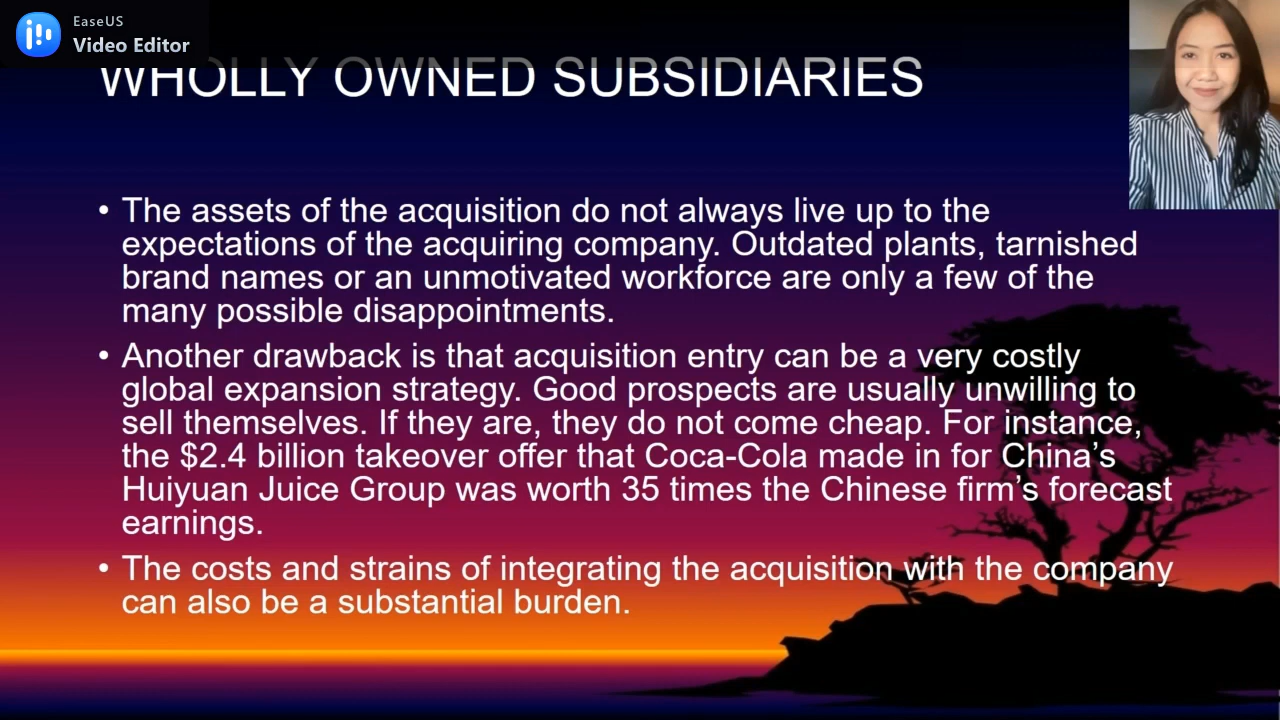 EaseUS
Video Editor
WHOLLY OWNED SUBSIDIARIES
• The assets of the acquisition do not always live up to the
expectations of the acquiring company. Outdated plants, tarnished
brand names or an unmotivated workforce are only a few of the
many possible disappointments.
• Another drawback is that acquisition entry can be a very costly
global expansion strategy. Good prospects are usually unwilling to
sell themselves. If they are, they do not come cheap. For instance,
the $2.4 billion takeover offer that Coca-Cola made in for China’s
Huiyuan Juice Group was worth 35 times the Chinese firm’s forecast
earnings.
• The costs and strains of integrating the acquisition with the company
can also be a substantial burden.